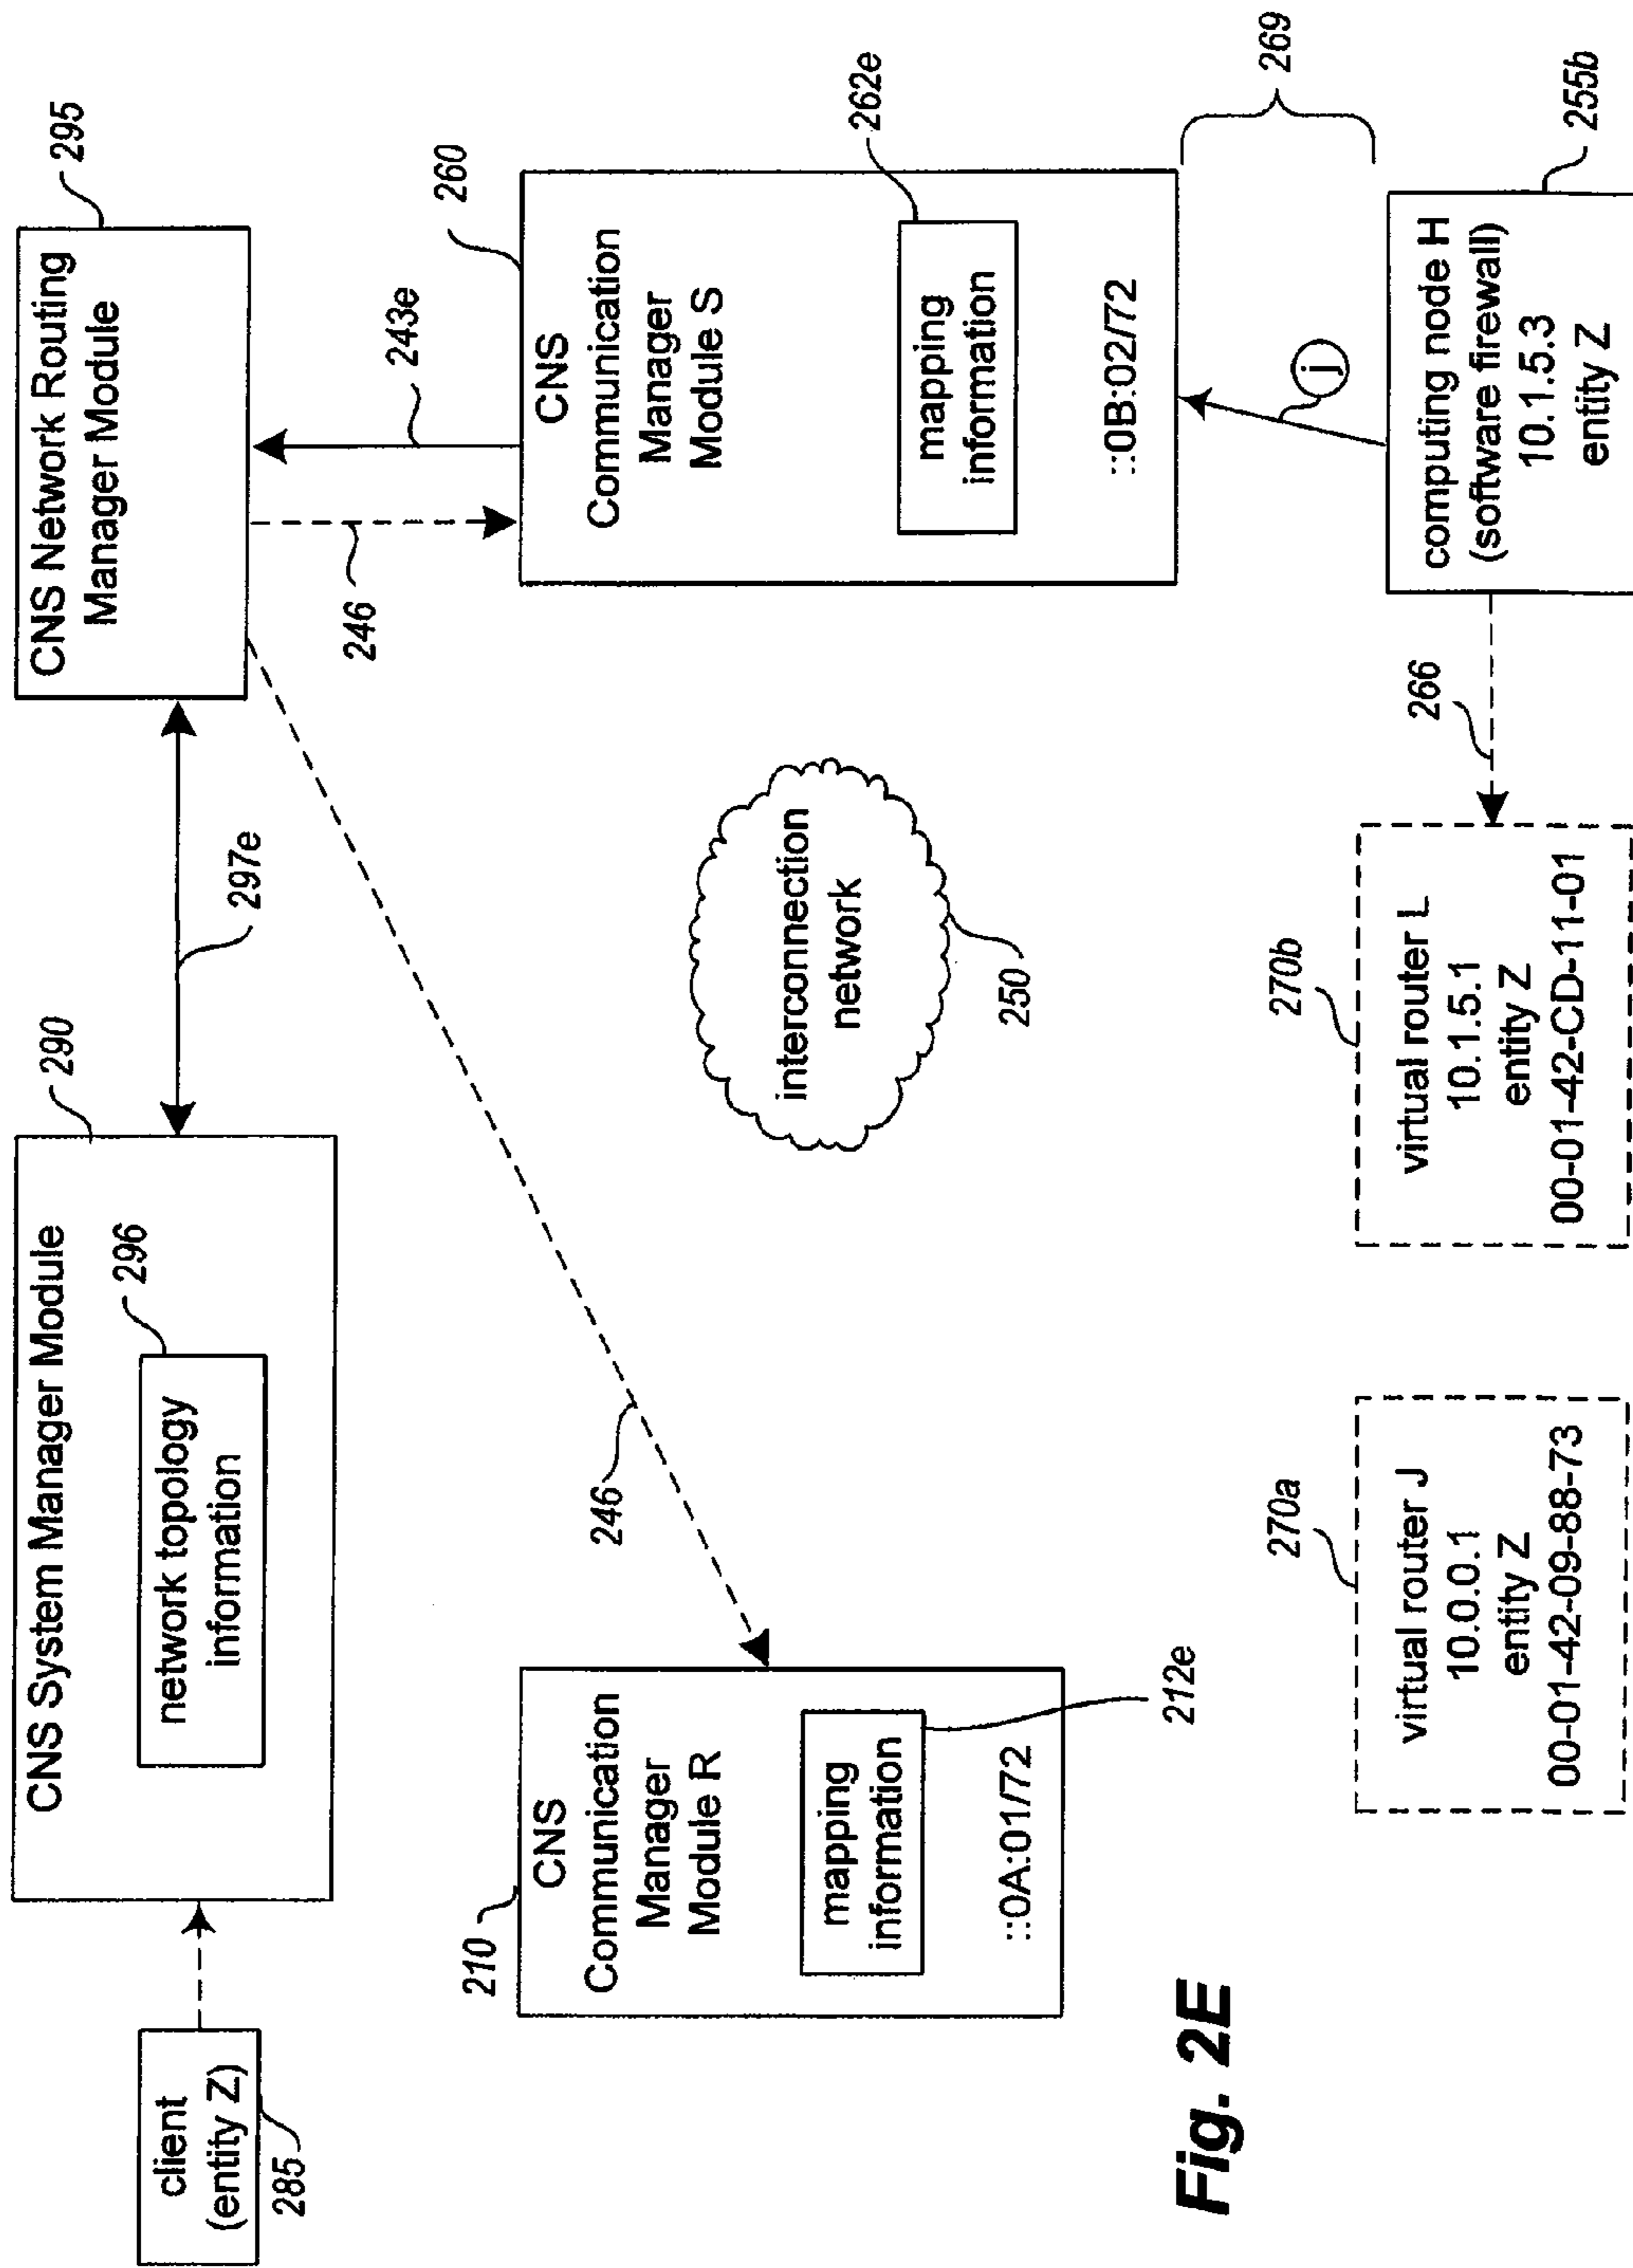 client
(entity Z)
285
CNS System Manager Module
290
network topology
information
296
297e
CNS Network Routing
Manager Module
295
246
243e
246
210
CNS
Communication
Manager
Module R
mapping
information
212e
::0A:01/72
interconnection
network
250
260
CNS
Communication
Manager
Module S
mapping
information
262e
::0B:02/72
269
j
270a
virtual router J
10.0.0.1
entity Z
00-01-42-09-88-73
270b
virtual router L
10.1.5.1
entity Z
00-01-42-CD-11-01
266
computing node H
(software firewall)
10.1.5.3
entity Z
255b
Fig. 2E